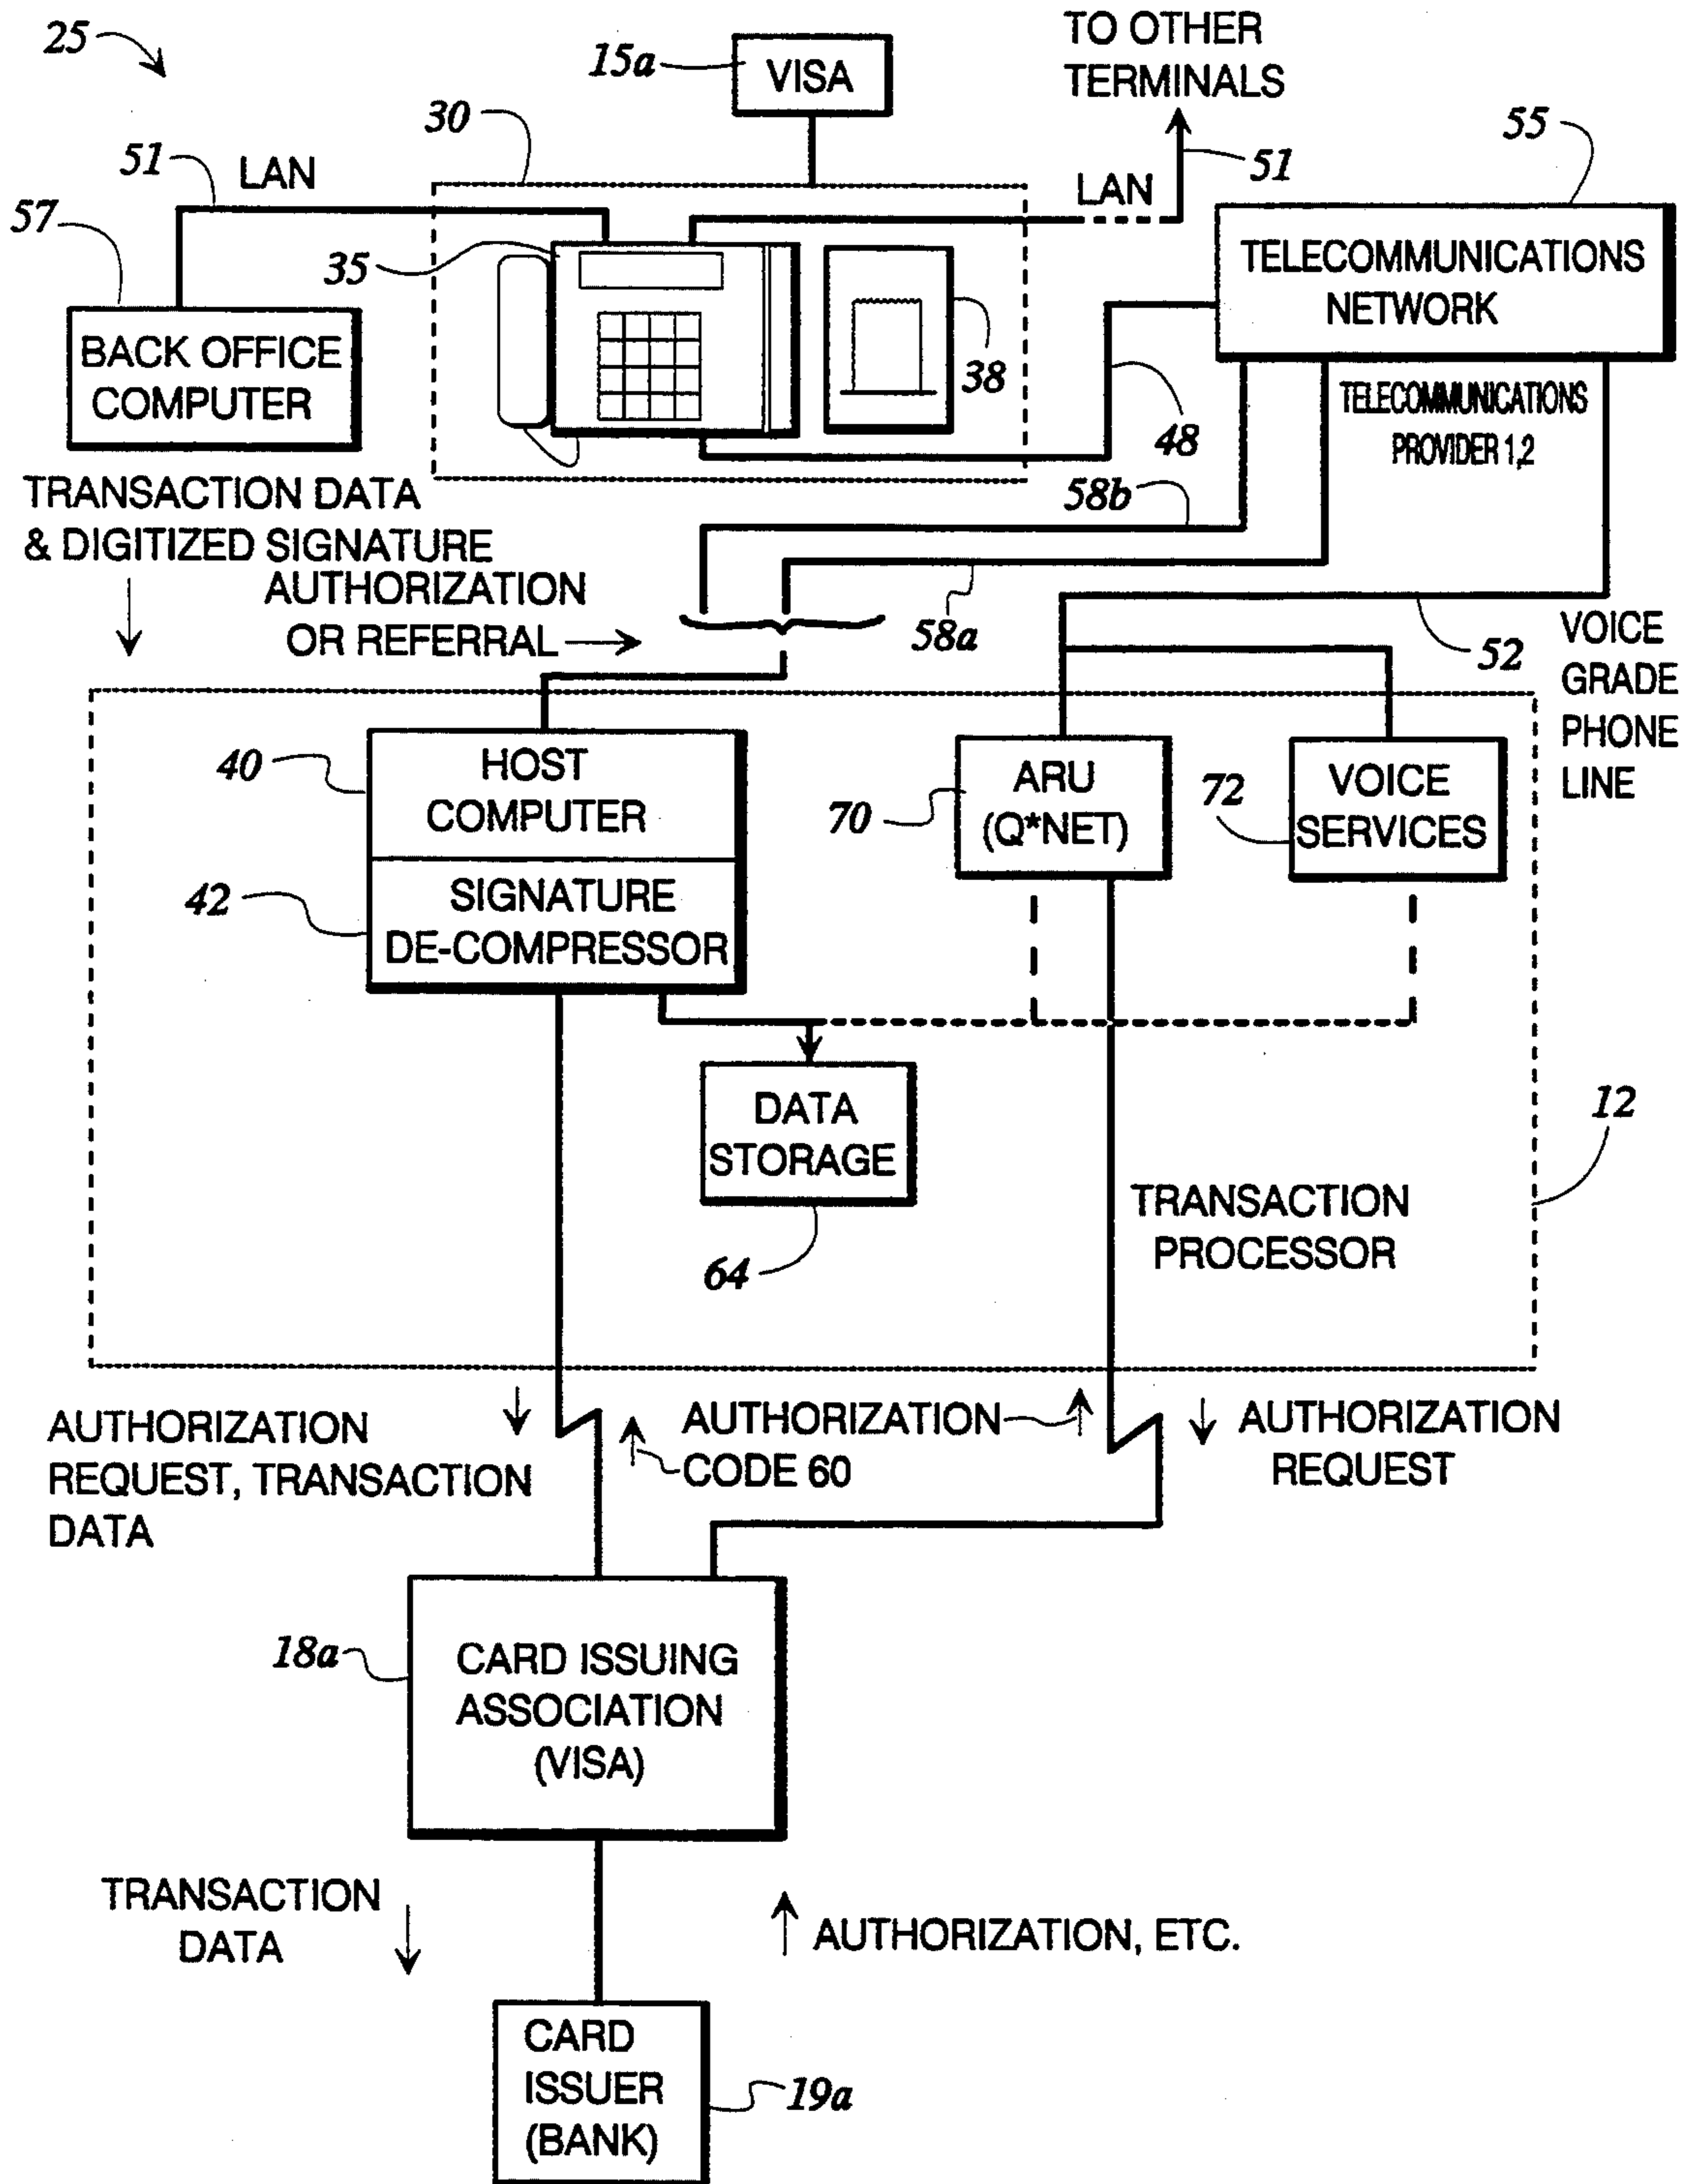 25
15a
VISA
TO OTHER
TERMINALS
30
55
51
LAN
51
LAN
57
35
TELECOMMUNICATIONS
NETWORK
BACK OFFICE
COMPUTER
38
48
TELECOMMUNICATIONS
PROVIDER 1,2
TRANSACTION DATA
& DIGITIZED SIGNATURE
58b
AUTHORIZATION
OR REFERRAL
58a
52
VOICE
GRADE
PHONE
LINE
40
HOST
COMPUTER
70
ARU
(Q*NET)
72
VOICE
SERVICES
42
SIGNATURE
DE-COMPRESSOR
DATA
STORAGE
12
64
TRANSACTION
PROCESSOR
AUTHORIZATION
REQUEST, TRANSACTION
DATA
AUTHORIZATION
CODE 60
AUTHORIZATION
REQUEST
18a
CARD ISSUING
ASSOCIATION
(VISA)
TRANSACTION
DATA
AUTHORIZATION, ETC.
CARD
ISSUER
(BANK)
19a